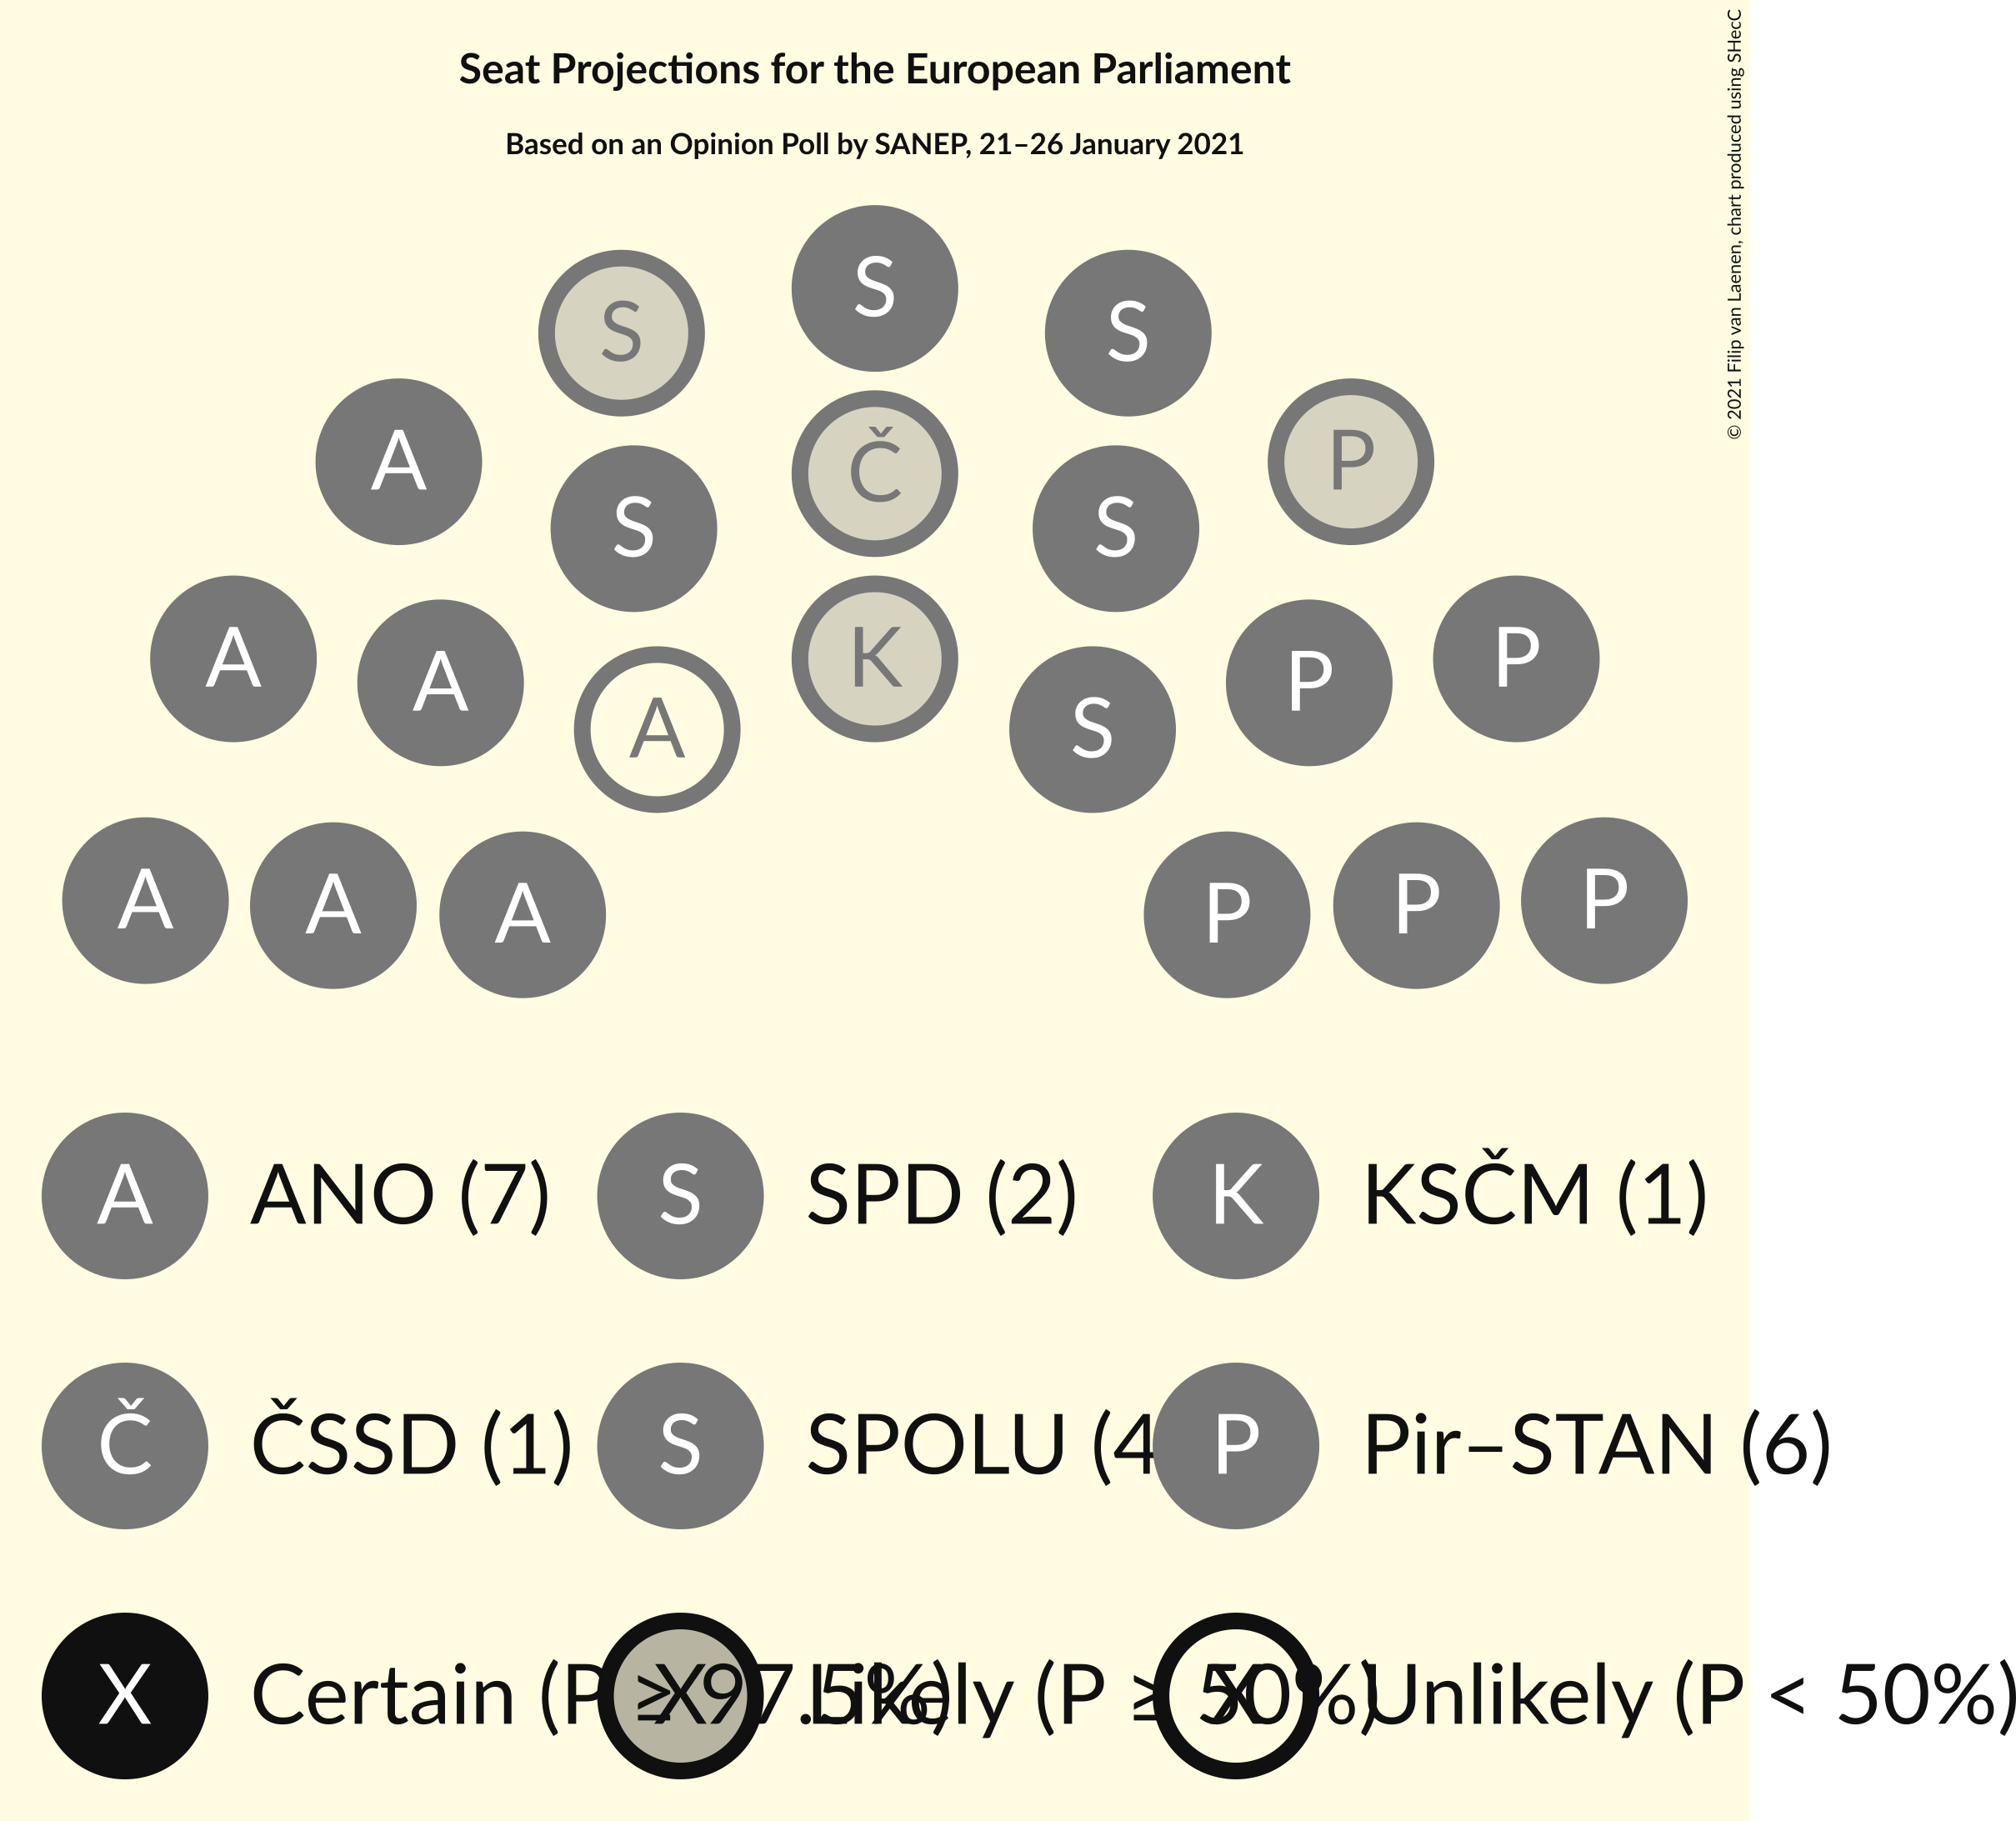 Seat Projections for the European Parliament
Based on an Opinion Poll by SANEP, 21–26 January 2021
© 2021 Filip van Laenen, chart produced using SHecC
S
S S
A Č P
S S
A K P
A P
A S
A P
A P
A P
A ANO (7) S SPD (2) K KSČM (1)
Č ČSSD (1) S SPOLU (4 P Pir–STAN (6)
X Certain (P ≥ 97.5%) X Likely (P ≥ 50%) X Unlikely (P < 50%)